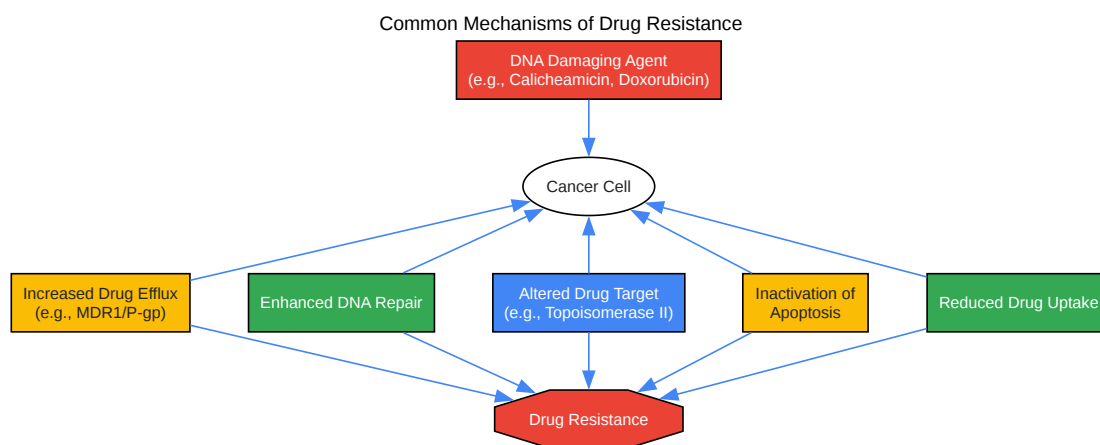 Common Mechanisms of Drug Resistance
DNA Damaging Agent
(e.g., Calicheamicin, Doxorubicin)
Cancer Cell
Increased Drug Efflux
(e.g., MDR1/P-gp)
Enhanced DNA Repair
Altered Drug Target
(e.g., Topoisomerase II)
Inactivation of
Apoptosis
Reduced Drug Uptake
Drug Resistance